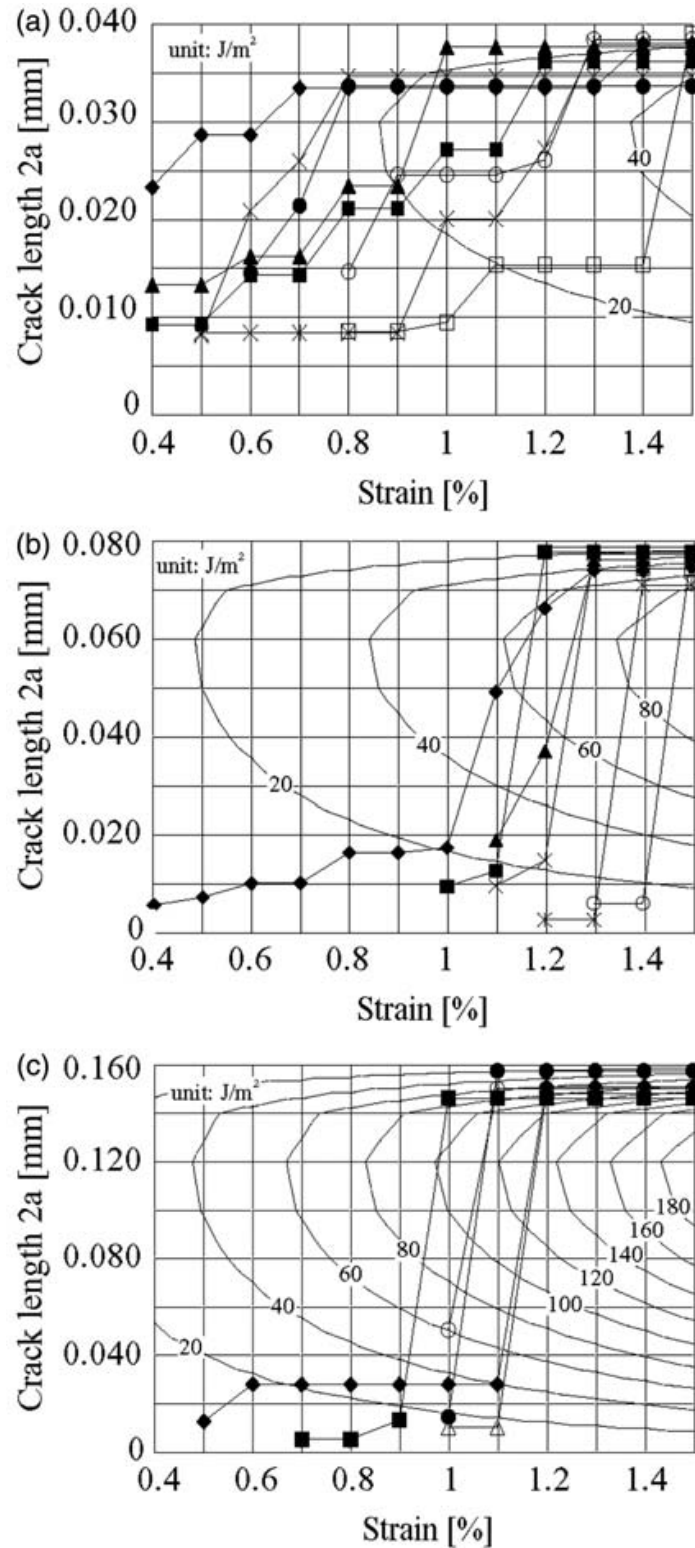 (a)
0.040
unit: J/m²
0.030
0.020
0.010
0
40
20
0.4 0.6 0.8 1 1.2 1.4
Crack length 2a [mm]
Strain [%]
(b)
0.080
unit: J/m²
0.060
0.040
0.020
0
80
60
40
20
0.4 0.6 0.8 1 1.2 1.4
Crack length 2a [mm]
Strain [%]
(c)
0.160
unit: J/m²
0.120
0.080
0.040
0
180
160
140
120
100
80
60
40
20
0.4 0.6 0.8 1 1.2 1.4
Crack length 2a [mm]
Strain [%]